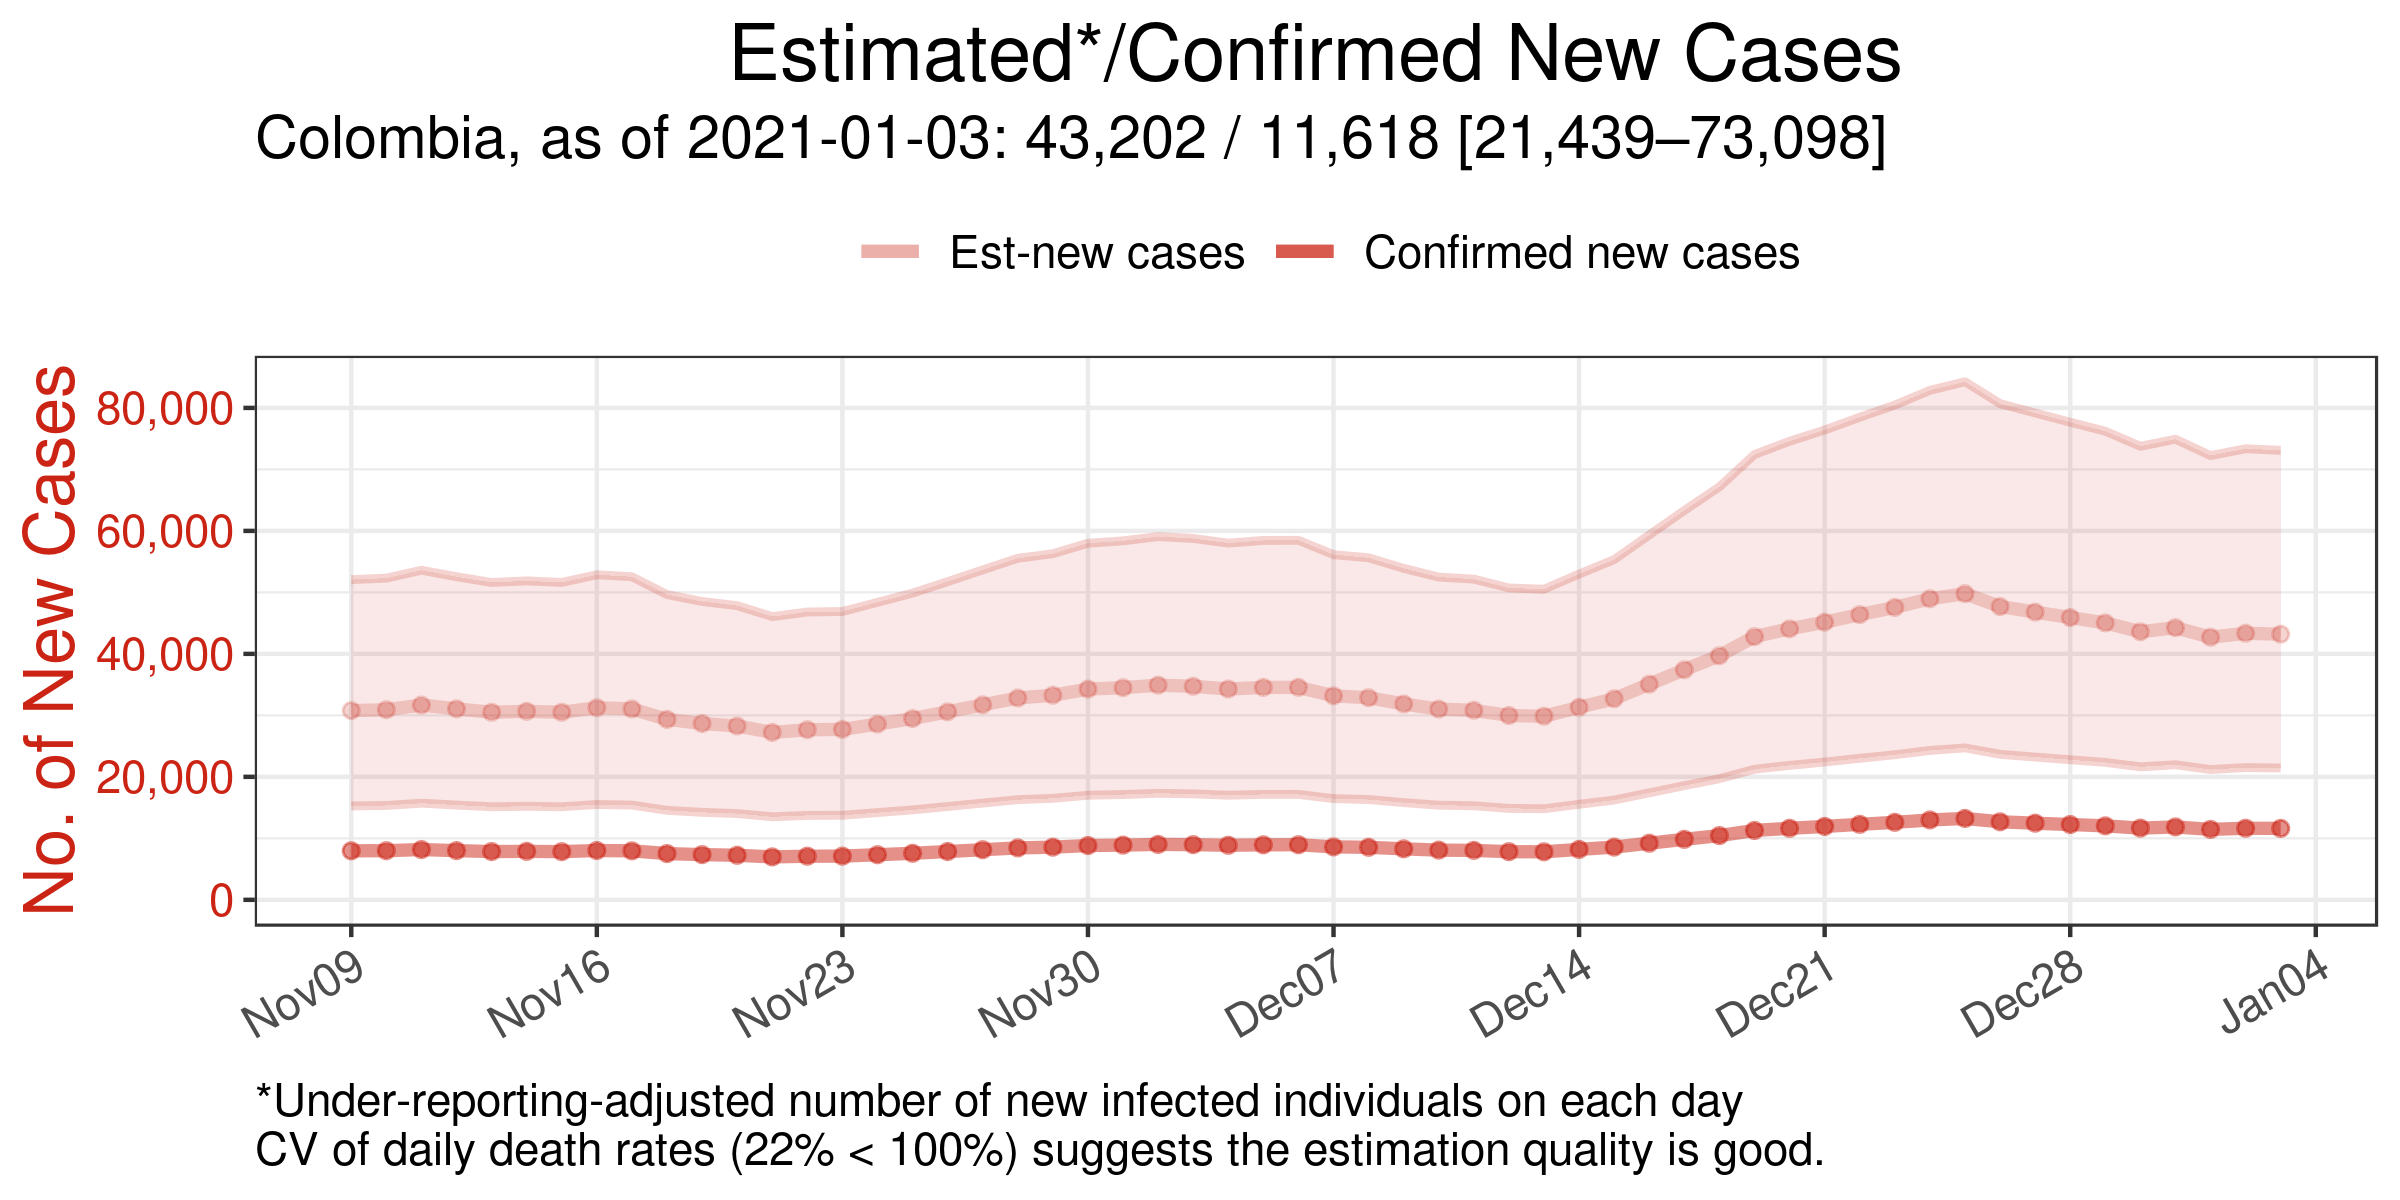 Estimated*/Confirmed New Cases
Colombia, as of 2021-01-03: 43,202 / 11,618 [21,439–73,098]
Est-new cases
Confirmed new cases
No. of New Cases
80,000
60,000
40,000
20,000
0
Nov09
Nov16
Nov23
Nov30
Dec07
Dec14
Dec21
Dec28
Jan04
*Under-reporting-adjusted number of new infected individuals on each day
CV of daily death rates (22% < 100%) suggests the estimation quality is good.